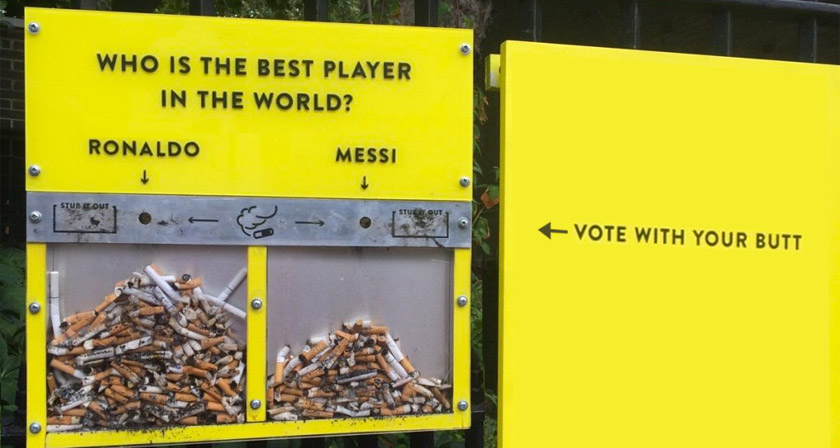 WHO IS THE BEST PLAYER
IN THE WORLD?
RONALDO
MESSI
STUB IT OUT
STUB IT OUT
VOTE WITH YOUR BUTT